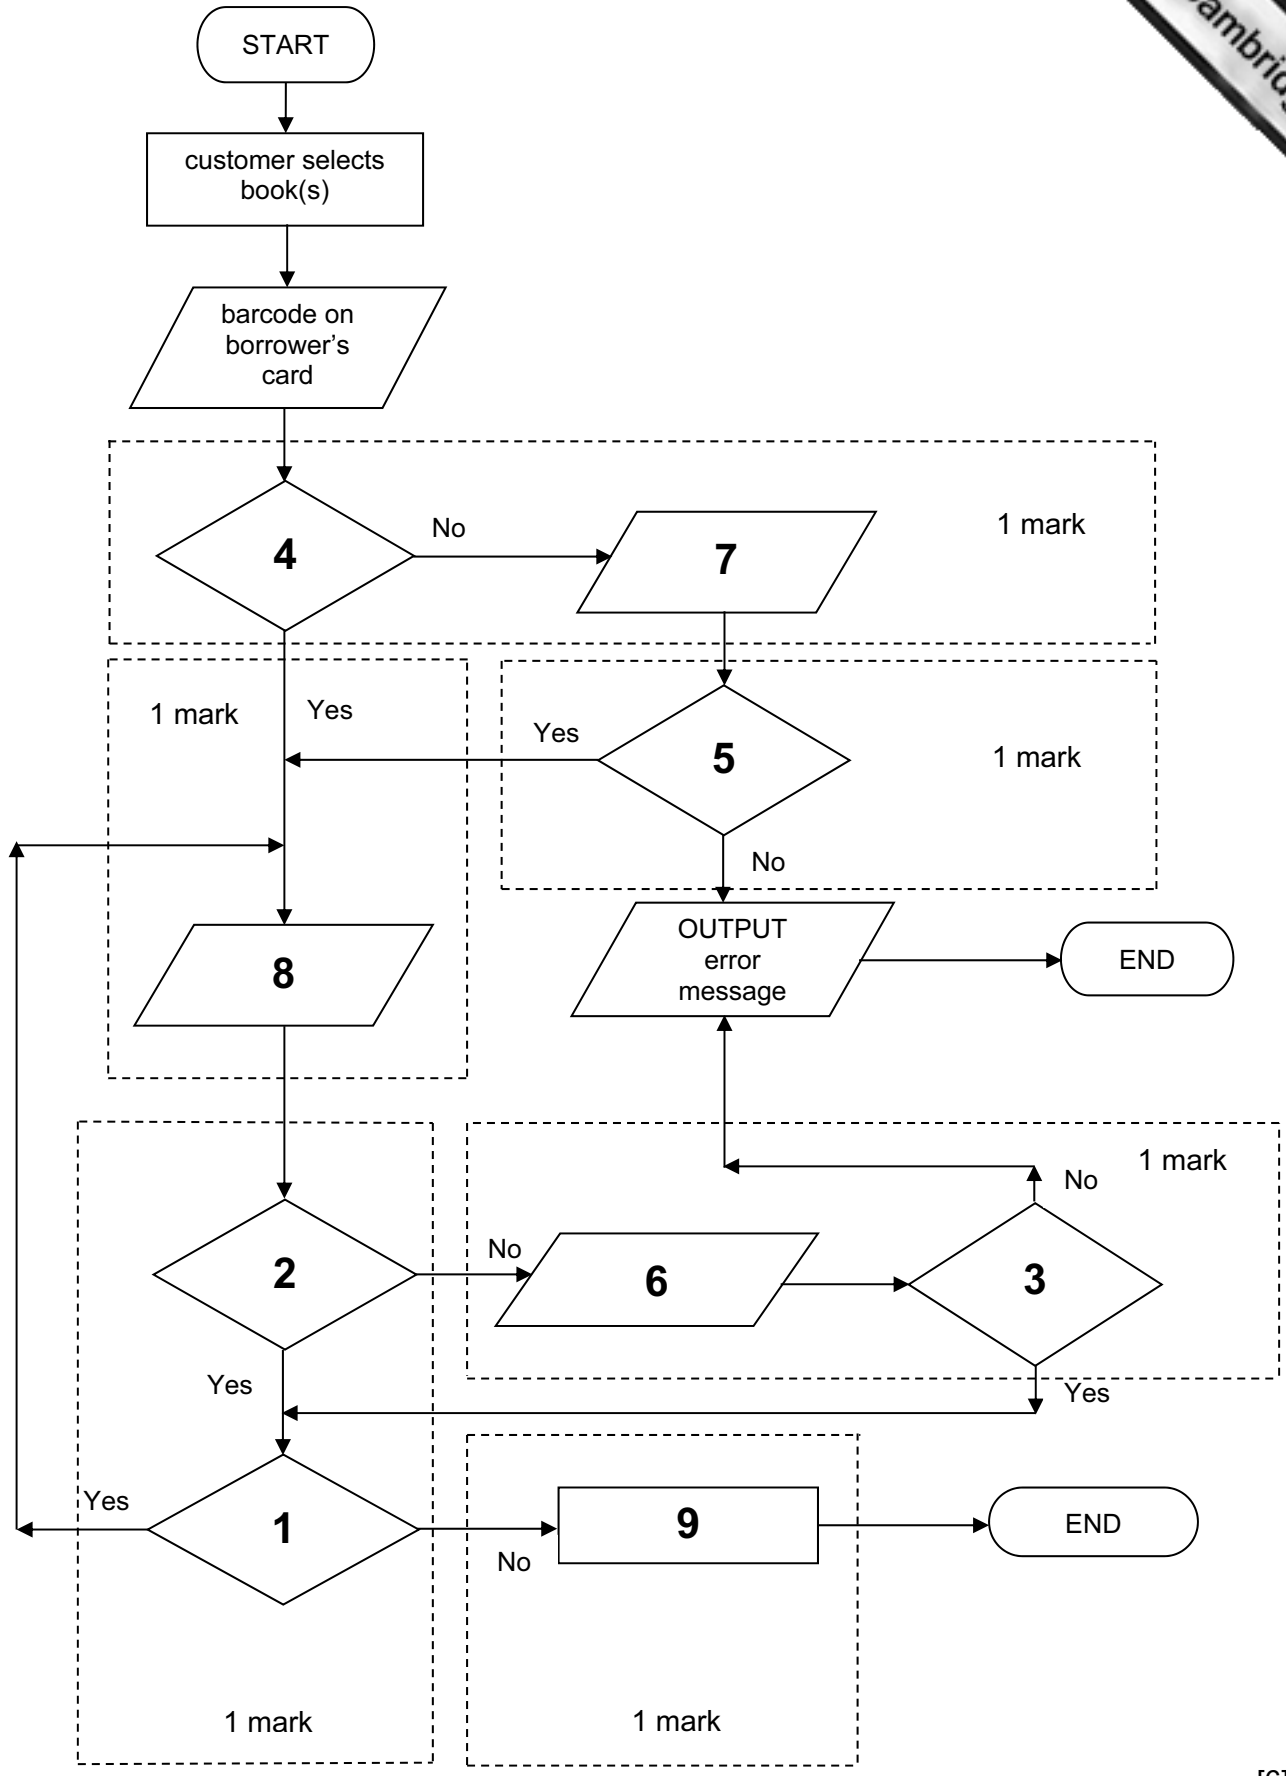 START
customer selects
book(s)
barcode on
borrower's
card
4
No
7
1 mark
1 mark
Yes
Yes
5
1 mark
No
8
OUTPUT
error
message
END
1 mark
No
2
No
6
3
Yes
Yes
Yes
1
No
9
END
1 mark
1 mark